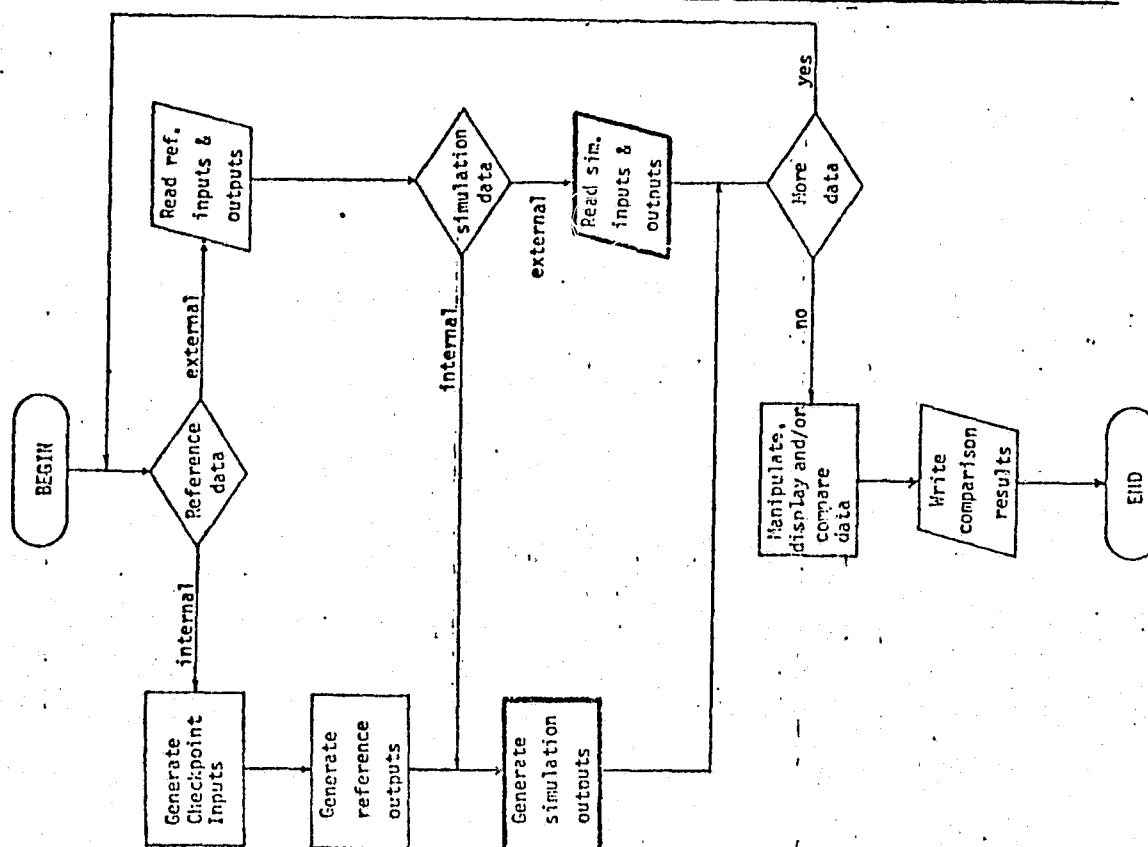 BEGIN
Reference
data
internal
external
Generate
Checkpoint
Inputs
Read ref.
inputs &
outputs
Generate
reference
outputs
simulation
data
internal
external
Generate
simulation
outputs
Read sim.
inputs &
outputs
More
data
yes
no
Manipulate,
display and/or
compare
data
Write
comparison
results
END